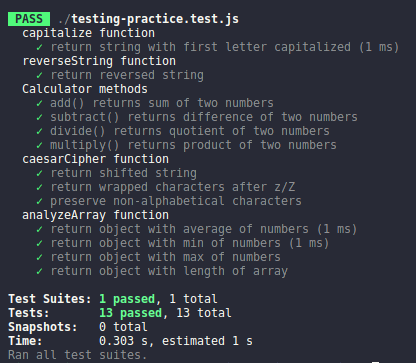 PASS ./testing-practice.test.js
capitalize function
✓ return string with first letter capitalized (1 ms)
reverseString function
✓ return reversed string
Calculator methods
✓ add() returns sum of two numbers
✓ subtract() returns difference of two numbers
✓ divide() returns quotient of two numbers
✓ multiply() returns product of two numbers
caesarCipher function
✓ return shifted string
✓ return wrapped characters after z/Z
✓ preserve non-alphabetical characters
analyzeArray function
✓ return object with average of numbers (1 ms)
✓ return object with min of numbers (1 ms)
✓ return object with max of numbers
✓ return object with length of array
Test Suites: 1 passed, 1 total
Tests: 13 passed, 13 total
Snapshots: 0 total
Time: 0.303 s, estimated 1 s
Ran all test suites.